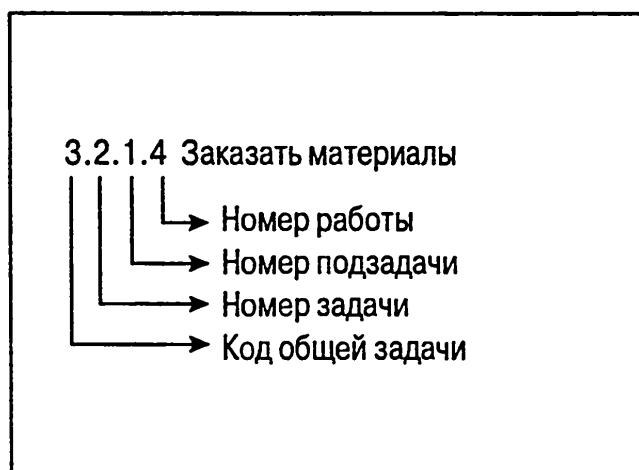 3.2.1.4 Заказать материалы
Номер работы
Номер подзадачи
Номер задачи
Код общей задачи